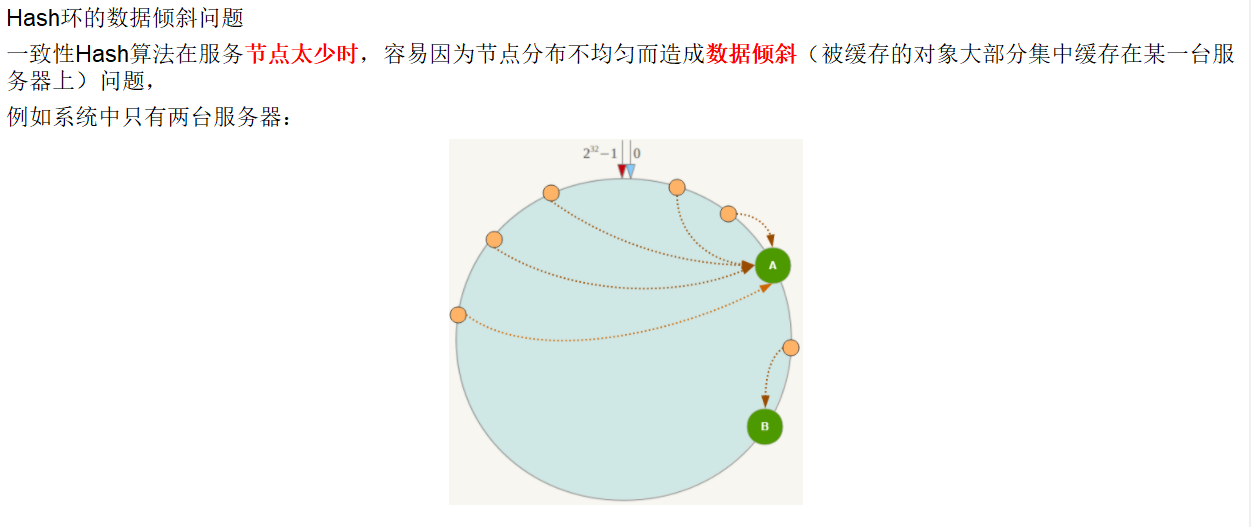 Hash环的数据倾斜问题
一致性Hash算法在服务节点太少时，容易因为节点分布不均匀而造成数据倾斜（被缓存的对象大部分集中缓存在某一台服
务器上）问题，
例如系统中只有两台服务器：
2³²−1 0
A
B